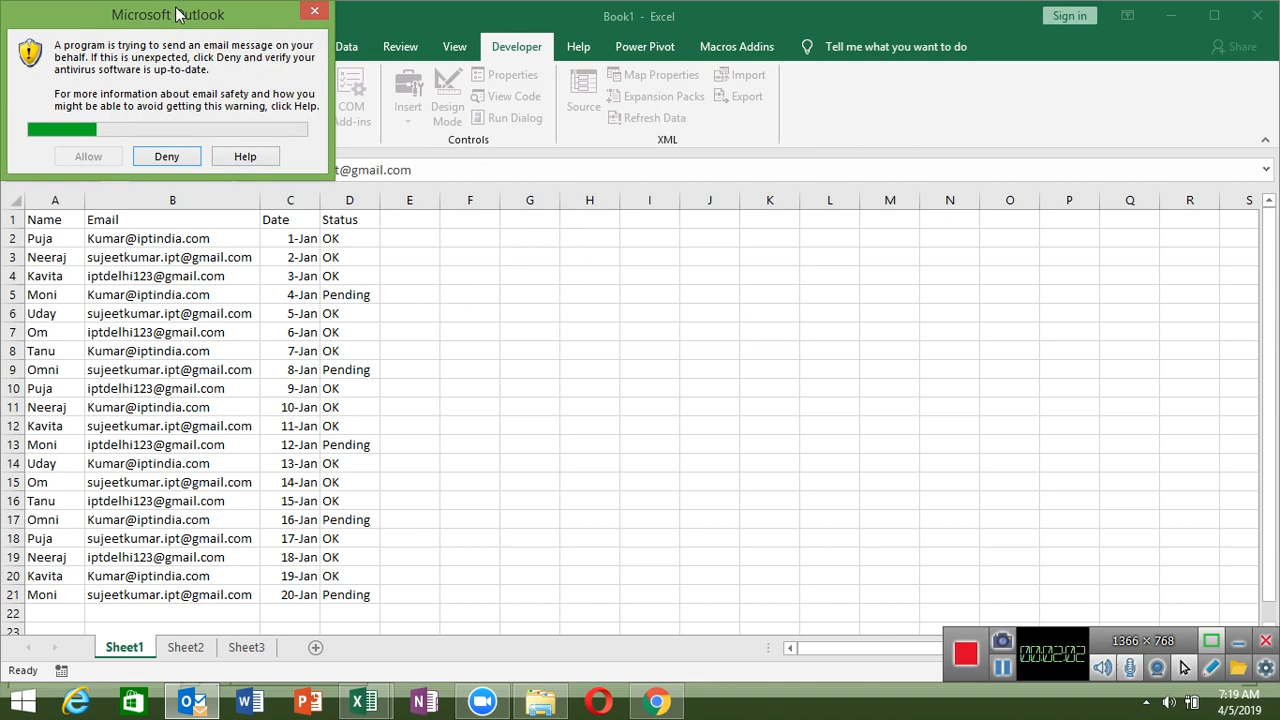 Microsoft Outlook
Book1 - Excel
Sign in
A program is trying to send an email message on your
behalf. If this is unexpected, click Deny and verify your
antivirus software is up-to-date.
For more information about email safety and how you
might be able to avoid getting this warning, click Help.
Allow Deny Help
Data Review View Developer Help Power Pivot Macros Addins Tell me what you want to do Share
COM
Add-ins
Insert
Design
Mode
Properties
View Code
Run Dialog
Controls
Source
Map Properties
Expansion Packs
Refresh Data
Import
Export
XML
t@gmail.com
A B C D E F G H I J K L M N O P Q R S
1 Name Email Date Status
2 Puja Kumar@iptindia.com 1-Jan OK
3 Neeraj sujeetkumar.ipt@gmail.com 2-Jan OK
4 Kavita iptdelhi123@gmail.com 3-Jan OK
5 Moni Kumar@iptindia.com 4-Jan Pending
6 Uday sujeetkumar.ipt@gmail.com 5-Jan OK
7 Om iptdelhi123@gmail.com 6-Jan OK
8 Tanu Kumar@iptindia.com 7-Jan OK
9 Omni sujeetkumar.ipt@gmail.com 8-Jan Pending
10 Puja iptdelhi123@gmail.com 9-Jan OK
11 Neeraj Kumar@iptindia.com 10-Jan OK
12 Kavita sujeetkumar.ipt@gmail.com 11-Jan OK
13 Moni iptdelhi123@gmail.com 12-Jan Pending
14 Uday Kumar@iptindia.com 13-Jan OK
15 Om sujeetkumar.ipt@gmail.com 14-Jan OK
16 Tanu iptdelhi123@gmail.com 15-Jan OK
17 Omni Kumar@iptindia.com 16-Jan Pending
18 Puja sujeetkumar.ipt@gmail.com 17-Jan OK
19 Neeraj iptdelhi123@gmail.com 18-Jan OK
20 Kavita Kumar@iptindia.com 19-Jan OK
21 Moni sujeetkumar.ipt@gmail.com 20-Jan Pending
22
23
Sheet1 Sheet2 Sheet3
Ready
00:02:02
1366 × 768
7:19 AM
4/5/2019